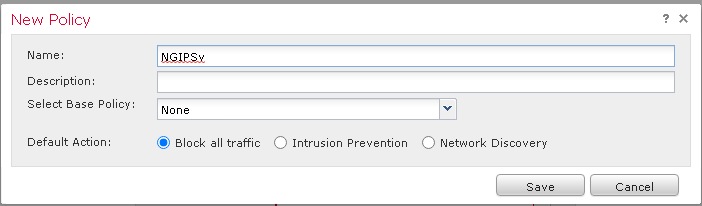 New Policy ? ×
Name: NGIPSv
Description:
Select Base Policy: None
Default Action: Block all traffic Intrusion Prevention Network Discovery
Save Cancel